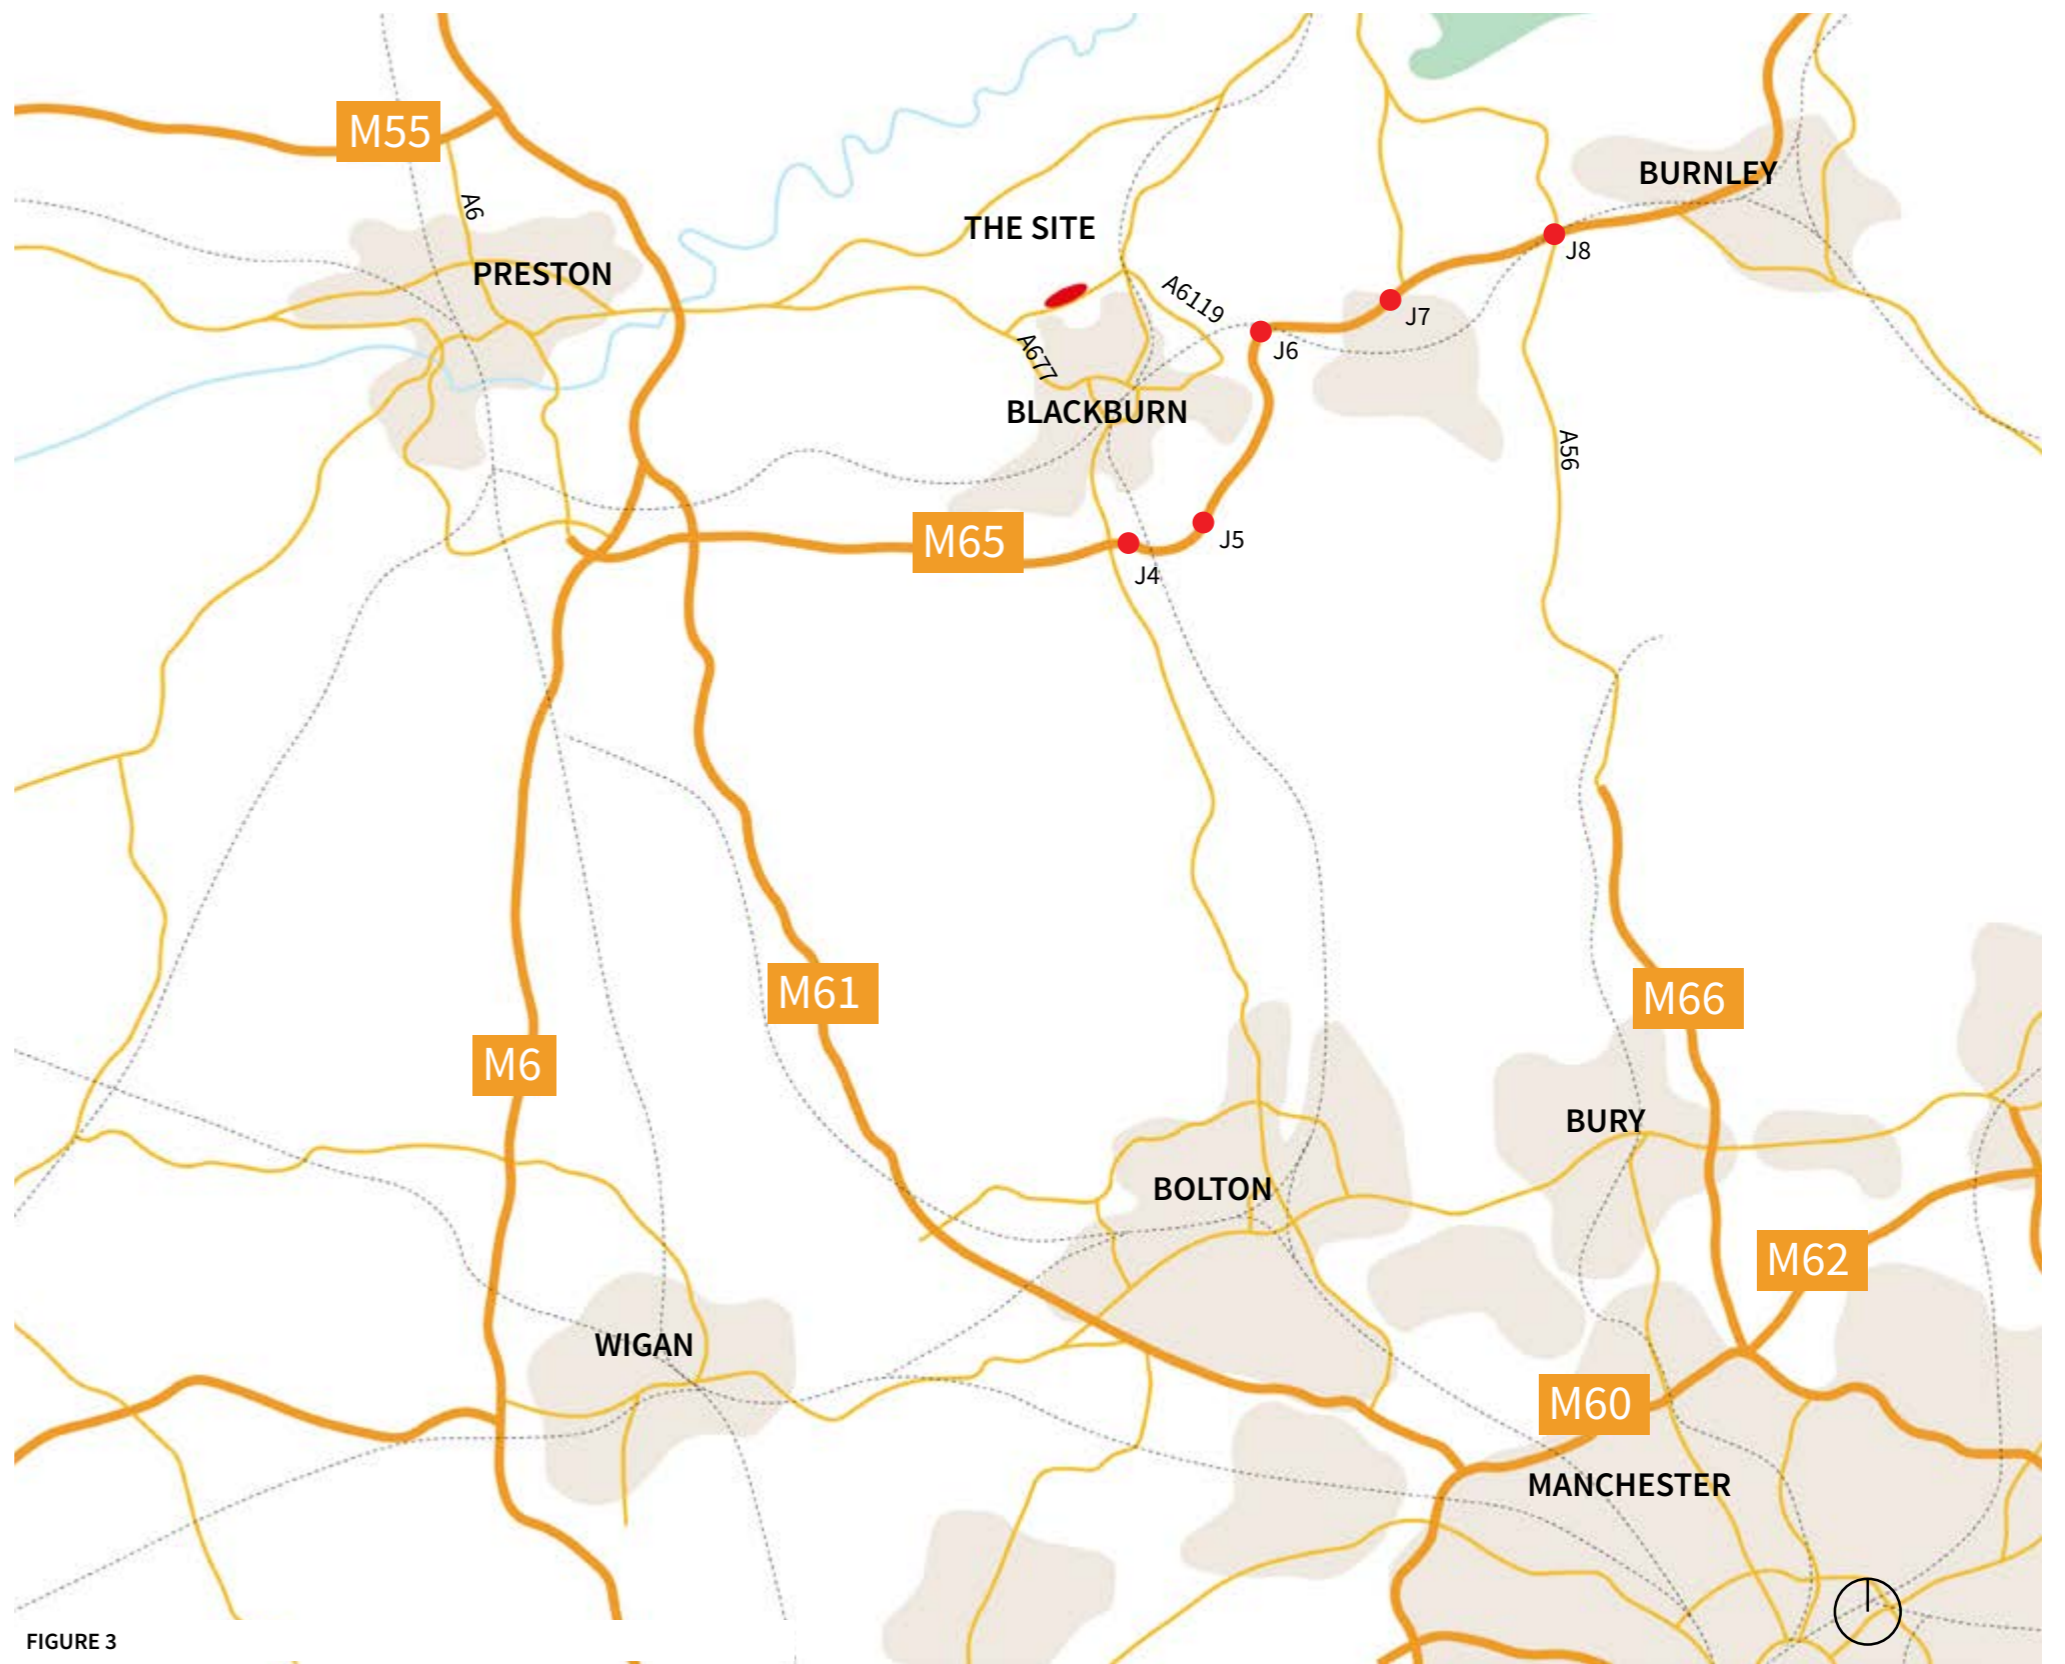 M55
BURNLEY
A6
THE SITE
J8
PRESTON
A6119
J7
J6
A677
BLACKBURN
A56
M65
J5
J4
M61
M66
M6
BURY
BOLTON
M62
WIGAN
M60
MANCHESTER
FIGURE 3